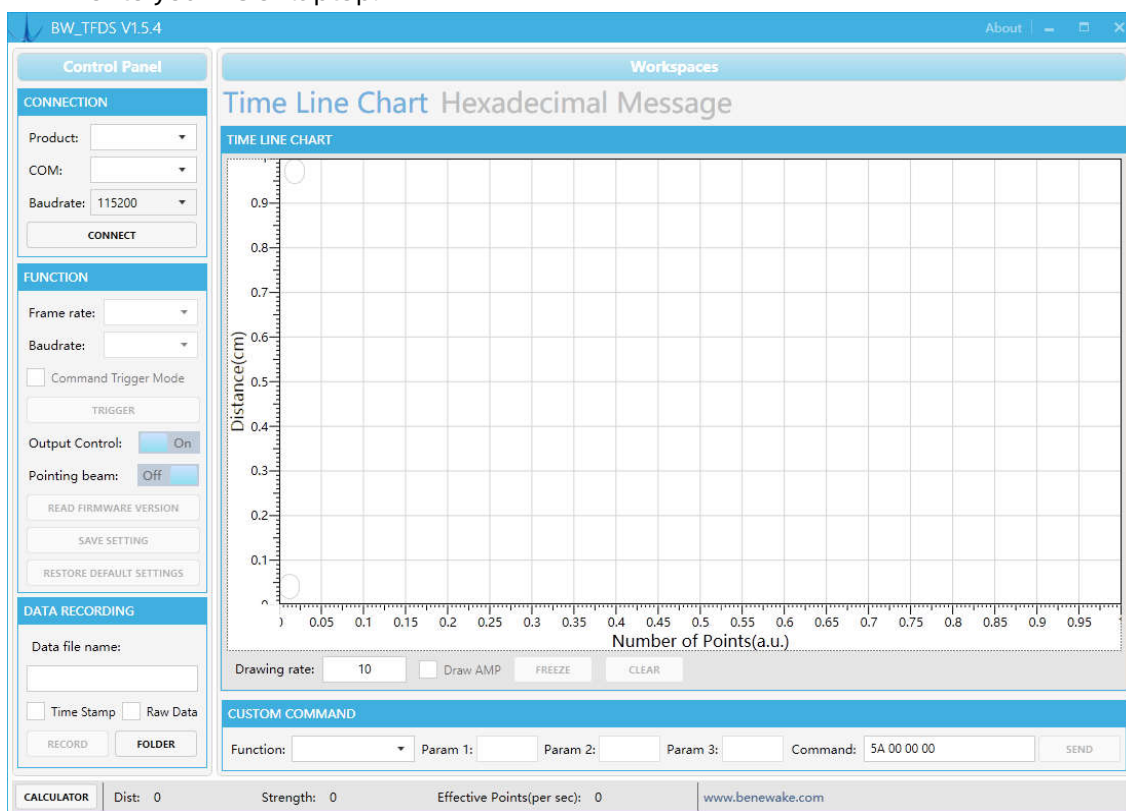 BW_TFDS V1.5.4
About
Control Panel
Workspaces
CONNECTION
Product:
COM:
Baudrate: 115200
CONNECT
FUNCTION
Frame rate:
Baudrate:
Command Trigger Mode
TRIGGER
Output Control: On
Pointing beam: Off
READ FIRMWARE VERSION
SAVE SETTING
RESTORE DEFAULT SETTINGS
DATA RECORDING
Data file name:
Time Stamp Raw Data
RECORD FOLDER
Time Line Chart Hexadecimal Message
TIME LINE CHART
Distance(cm)
0.9
0.8
0.7
0.6
0.5
0.4
0.3
0.2
0.1
0.05 0.1 0.15 0.2 0.25 0.3 0.35 0.4 0.45 0.5 0.55 0.6 0.65 0.7 0.75 0.8 0.85 0.9 0.95
Number of Points(a.u.)
Drawing rate: 10 Draw AMP FREEZE CLEAR
CUSTOM COMMAND
Function: Param 1: Param 2: Param 3: Command: 5A 00 00 00 SEND
CALCULATOR Dist: 0 Strength: 0 Effective Points(per sec): 0 www.benewake.com